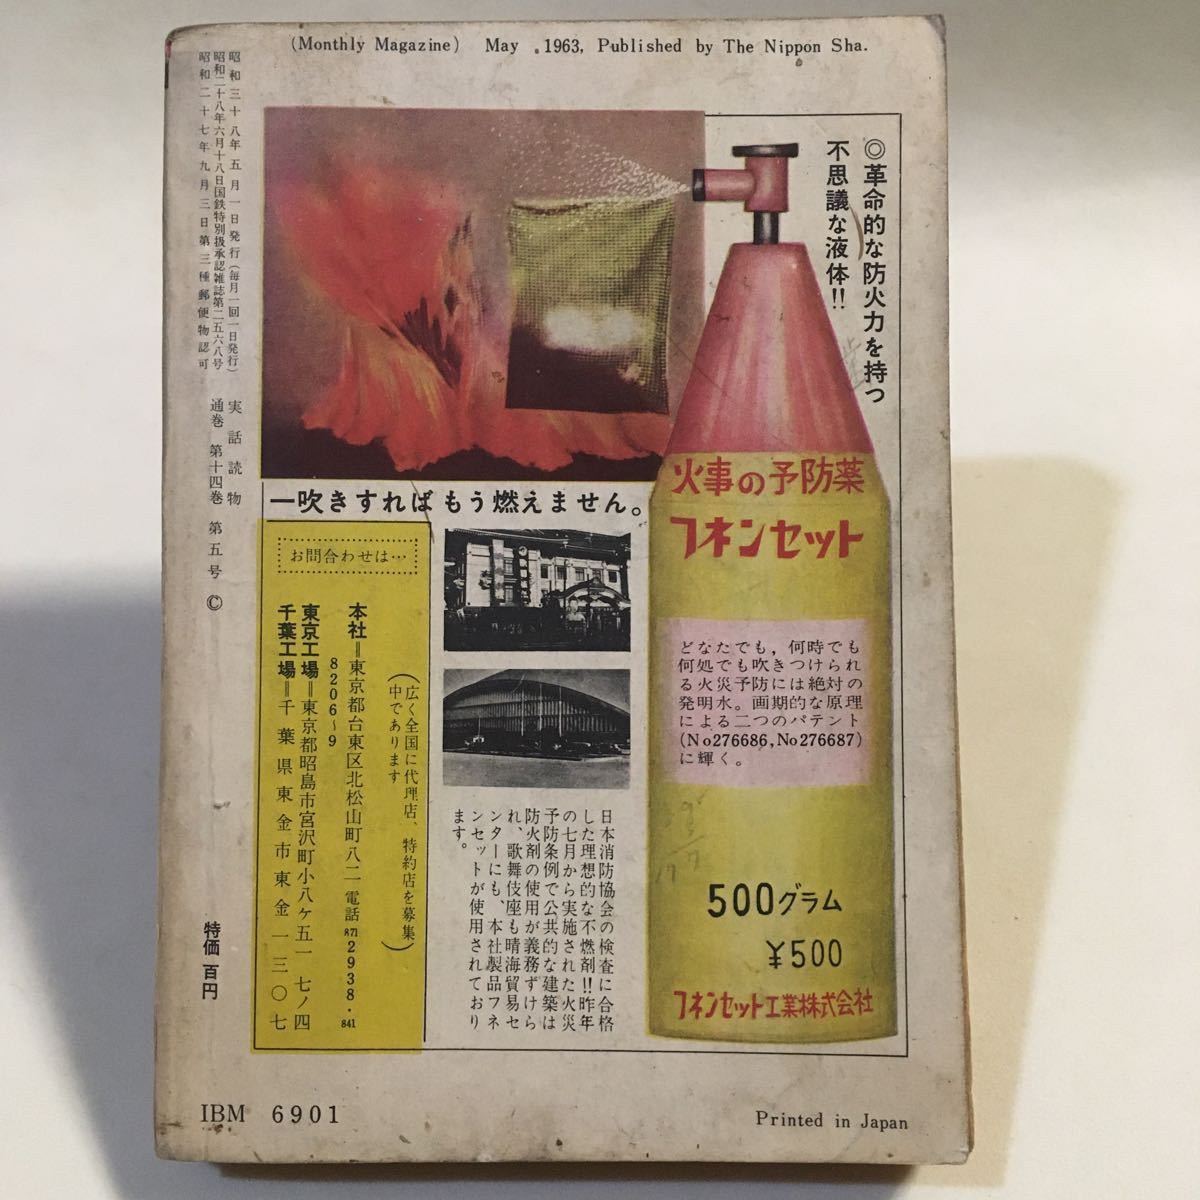 (Monthly Magazine) May 1963, Published by The Nippon Sha.
昭和三十八年五月一日発行(毎月一回一日発行)
昭和二十八年六月十八日国鉄特別扱承認雑誌第二五六八号
昭和二十七年九月三日第三種郵便物認可
実話読物
通巻 第十四巻 第五号 ©
特価 百円
◎革命的な防火力を持つ
不思議な液体!!
火事の予防薬
フネンセット
どなたでも,何時でも
何処でも吹きつけられ
る火災予防には絶対の
発明水。画期的な原理
による二つのパテント
(No276686,No276687)
に輝く。
500グラム
¥500
フネンセット工業株式会社
一吹きすればもう燃えません。
日本消防協会の検査に合格
した理想的な不燃剤!!昨年
の七月から実施された火災
予防条例で公共的な建築は
防火剤の使用が義務ずけら
れ、歌舞伎座も晴海貿易セ
ンターにも、本社製品フネ
ンセットが使用されており
ます。
お問合わせは…
(広く全国に代理店、特約店を募集
中であります)
本社=東京都台東区北松山町八二 電話871 2938・841
8206~9
東京工場=東京都昭島市宮沢町小八ケ五一七ノ四
千葉工場=千葉県東金市東金一三〇七
IBM 6901
Printed in Japan